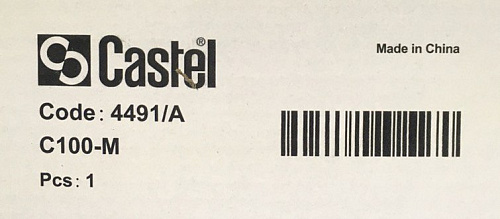 Castel®
Made in China
Code: 4491/A
C100-M
Pcs: 1